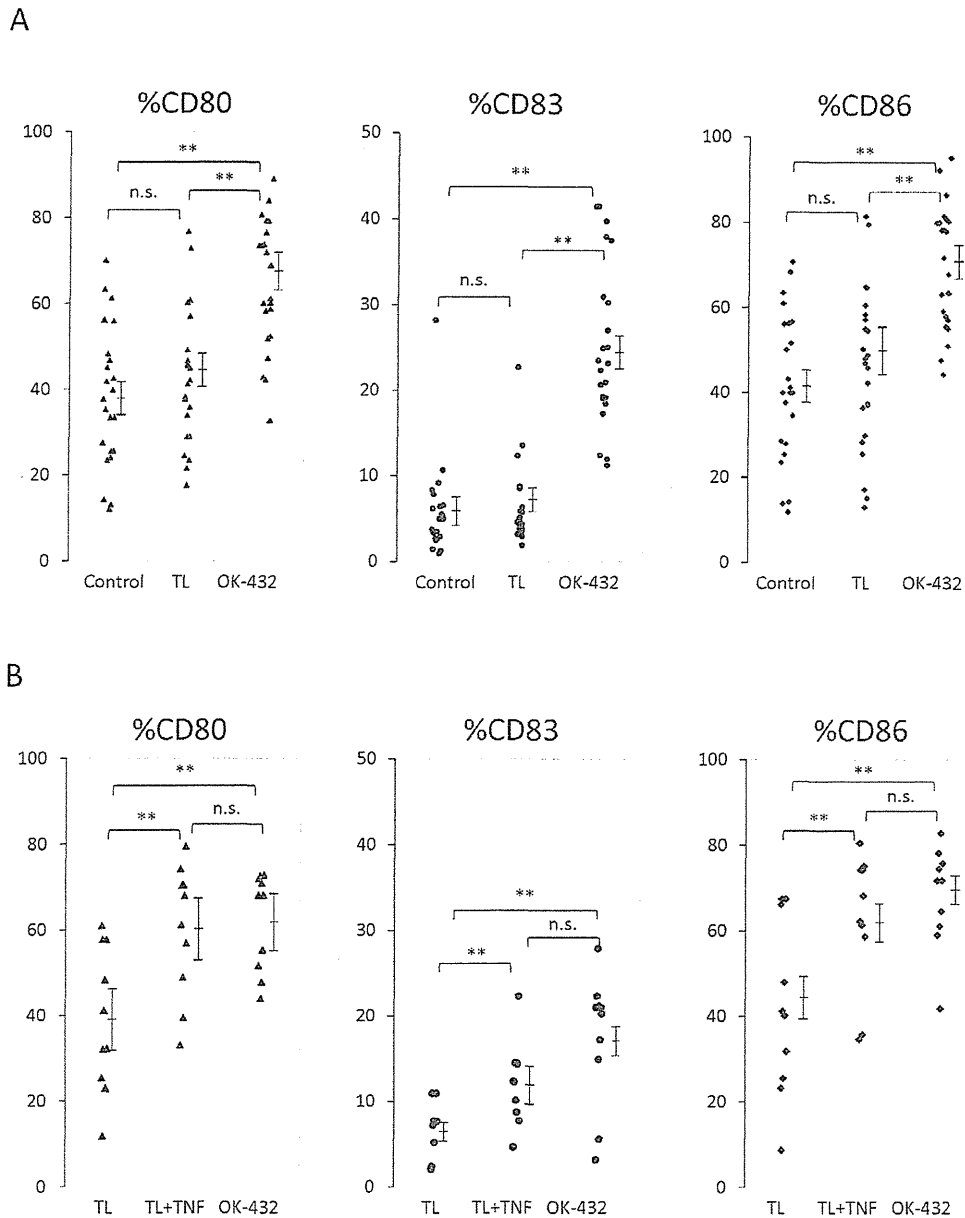 A
%CD80 %CD83 %CD86
100 50 100
** ** **
** ** **
n.s. n.s. n.s.
80 40 80
60 30 60
40 20 40
20 10 20
0 0 0
Control TL OK-432 Control TL OK-432 Control TL OK-432
B
%CD80 %CD83 %CD86
100 50 100
** ** **
** n.s. ** n.s. ** n.s.
80 40 80
60 30 60
40 20 40
20 10 20
0 0 0
TL TL+TNF OK-432 TL TL+TNF OK-432 TL TL+TNF OK-432